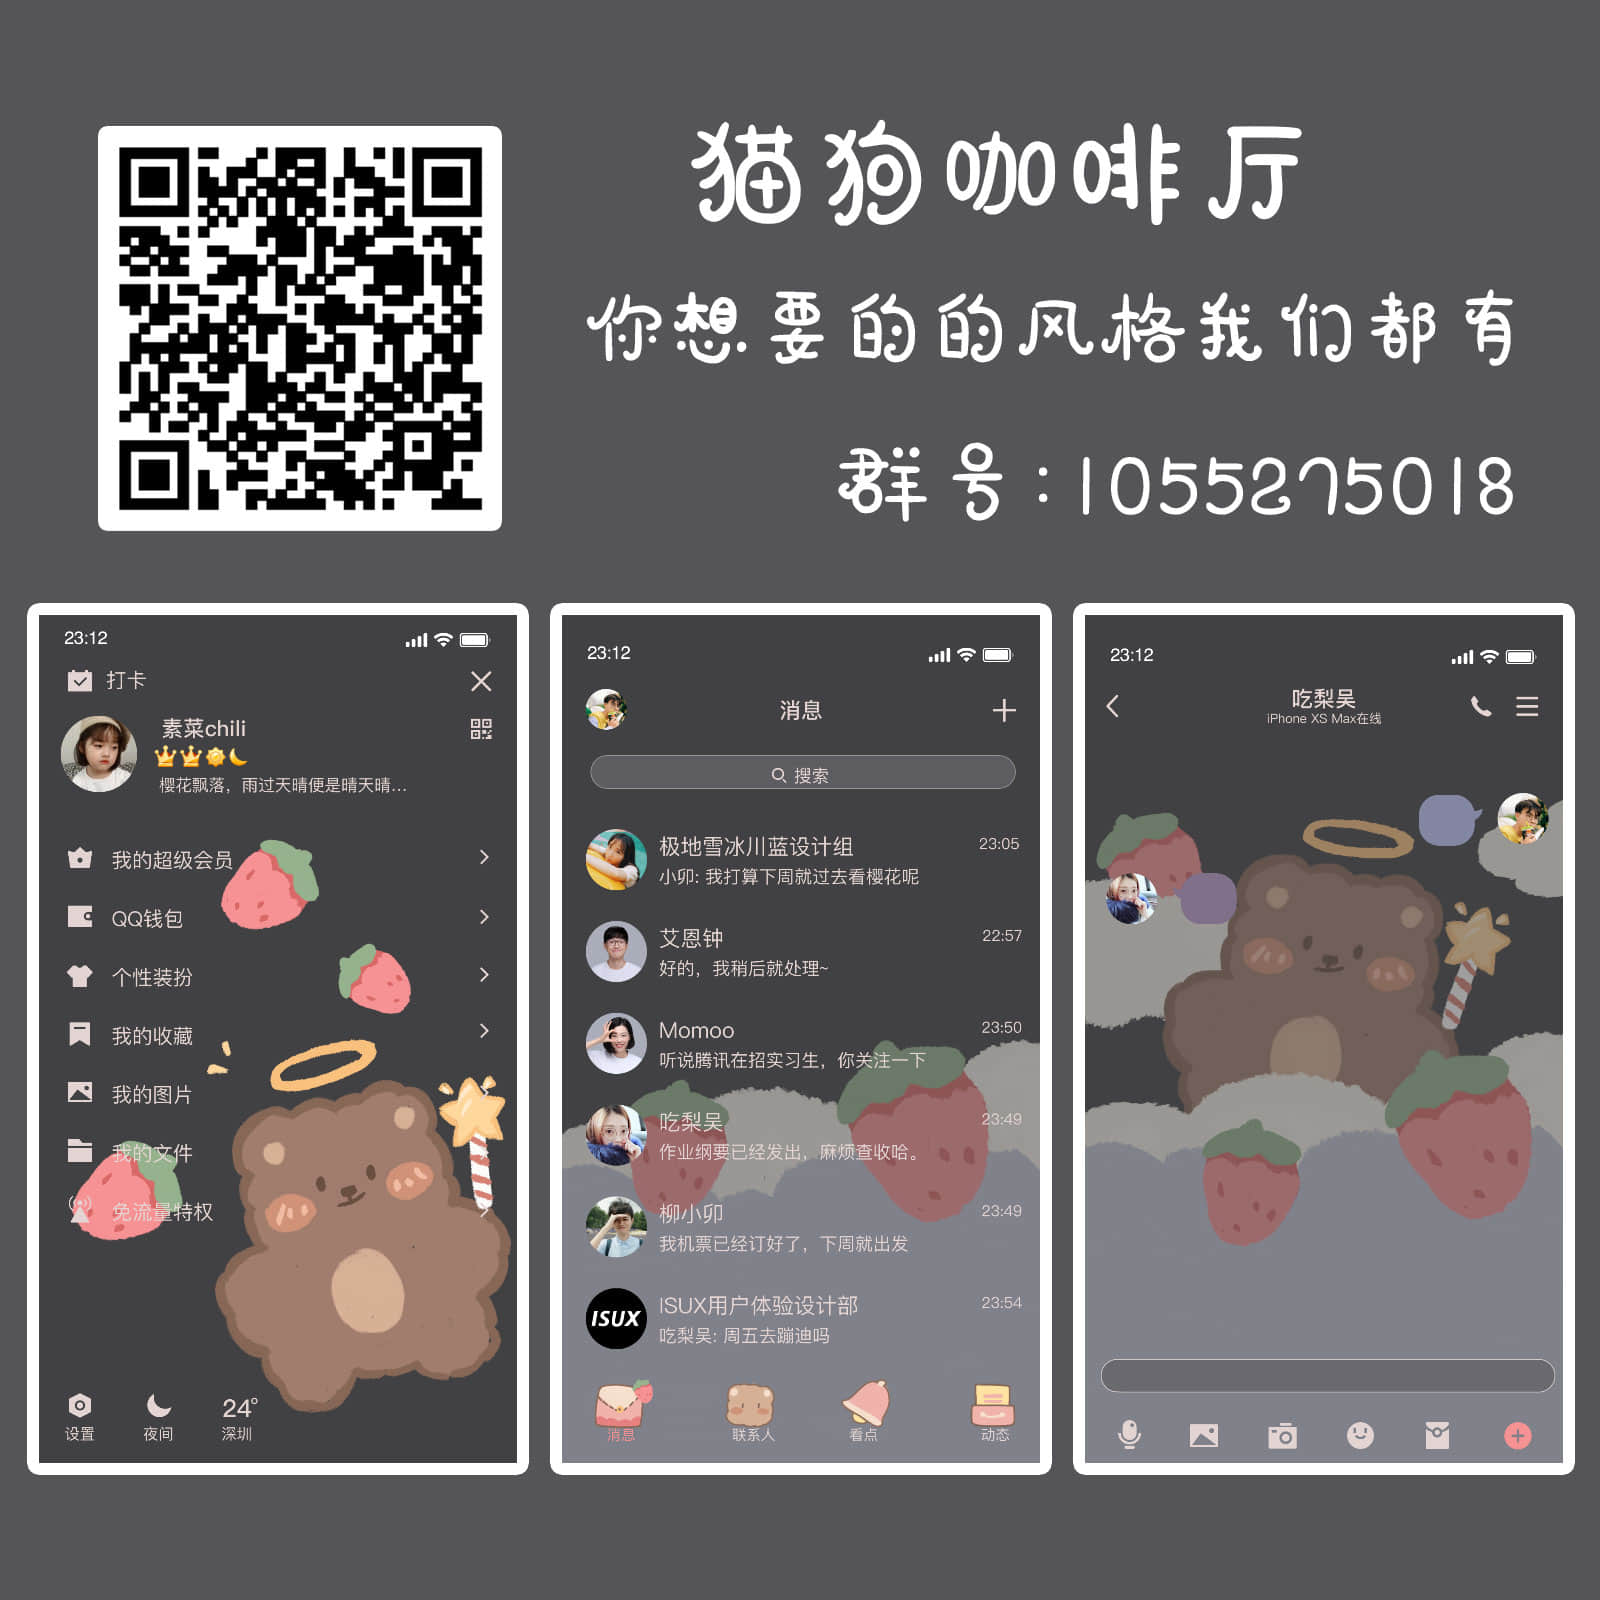 猫狗咖啡厅
你想要的的风格我们都有
群号:1055275018
23:12
打卡
素菜chili
樱花飘落，雨过天晴便是晴天晴...
我的超级会员
QQ钱包
个性装扮
我的收藏
我的图片
我的文件
免流量特权
24°
设置 夜间 深圳
23:12
消息
搜索
极地雪冰川蓝设计组 23:05
小卯: 我打算下周就过去看樱花呢
艾恩钟 22:57
好的，我稍后就处理~
Momoo 23:50
听说腾讯在招实习生，你关注一下
吃梨吴 23:49
作业纲要已经发出，麻烦查收哈。
柳小卯 23:49
我机票已经订好了，下周就出发
ISUX
ISUX用户体验设计部 23:54
吃梨吴: 周五去蹦迪吗
消息 联系人 看点 动态
23:12
吃梨吴
iPhone XS Max在线